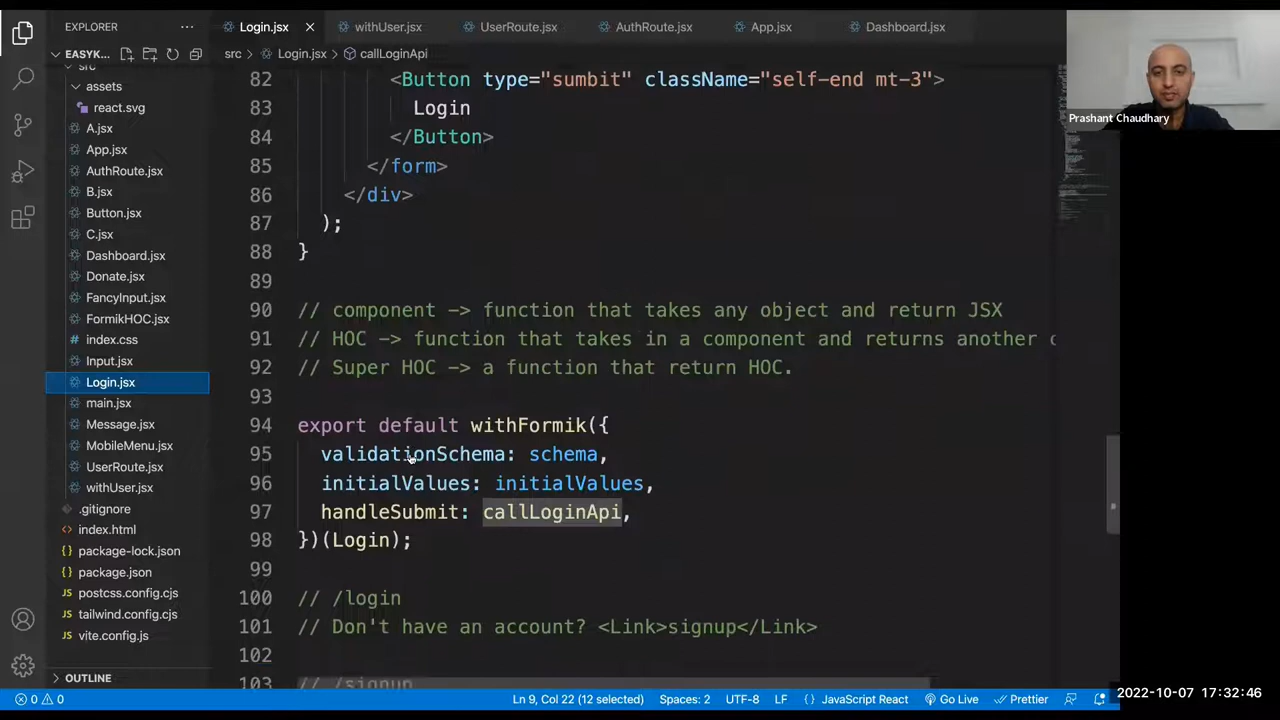 EXPLORER
Login.jsx
withUser.jsx
UserRoute.jsx
AuthRoute.jsx
App.jsx
Dashboard.jsx
EASYK...
src > Login.jsx > callLoginApi
src
assets
react.svg
A.jsx
App.jsx
AuthRoute.jsx
B.jsx
Button.jsx
C.jsx
Dashboard.jsx
Donate.jsx
FancyInput.jsx
FormikHOC.jsx
index.css
Input.jsx
Login.jsx
main.jsx
Message.jsx
MobileMenu.jsx
UserRoute.jsx
withUser.jsx
.gitignore
index.html
package-lock.json
package.json
postcss.config.cjs
tailwind.config.cjs
vite.config.js
OUTLINE
82 <Button type="sumbit" className="self-end mt-3">
83 Login
84 </Button>
85 </form>
86 </div>
87 );
88 }
89
90 // component -> function that takes any object and return JSX
91 // HOC -> function that takes in a component and returns another c
92 // Super HOC -> a function that return HOC.
93
94 export default withFormik({
95 validationSchema: schema,
96 initialValues: initialValues,
97 handleSubmit: callLoginApi,
98 })(Login);
99
100 // /login
101 // Don't have an account? <Link>signup</Link>
102
103 // /signup
Prashant Chaudhary
0 0
Ln 9, Col 22 (12 selected)
Spaces: 2
UTF-8
LF
{} JavaScript React
Go Live
Prettier
2022-10-07 17:32:46